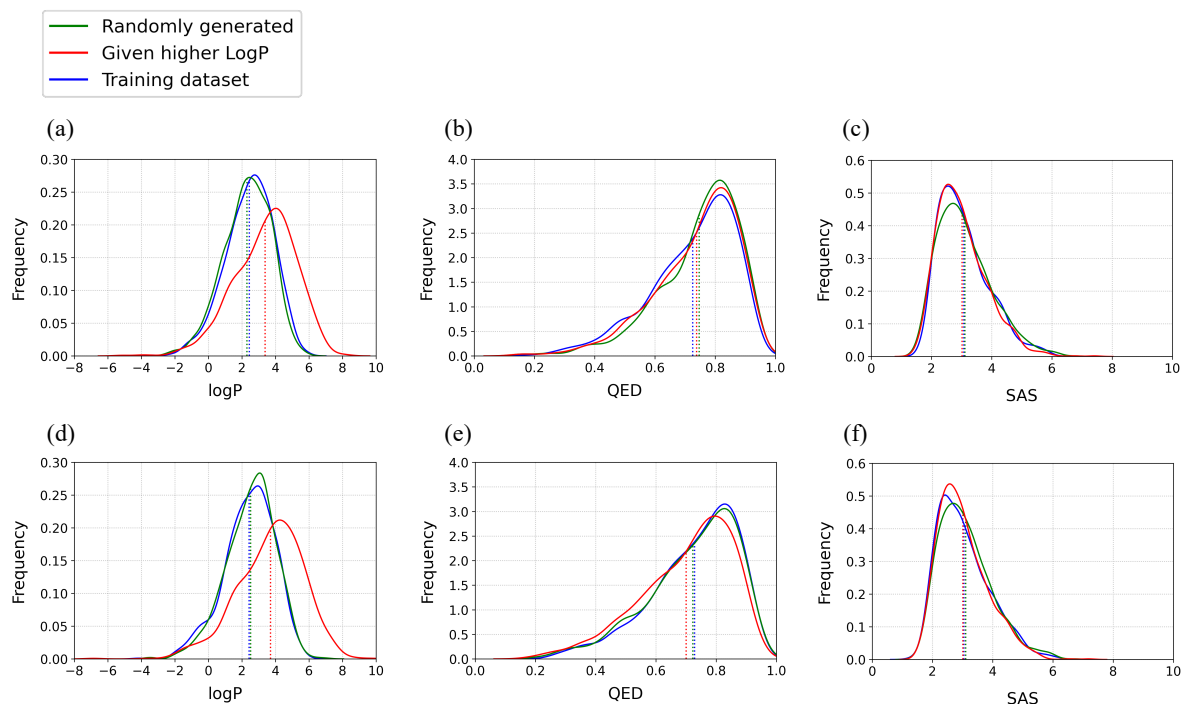 Randomly generated
Given higher LogP
Training dataset
(a)
(b)
(c)
0.30
0.25
0.20
0.15
0.10
0.05
0.00
Frequency
−8 −6 −4 −2 0 2 4 6 8 10
logP
4.0
3.5
3.0
2.5
2.0
1.5
1.0
0.5
0.0
Frequency
0.0 0.2 0.4 0.6 0.8 1.0
QED
0.6
0.5
0.4
0.3
0.2
0.1
0.0
Frequency
0 2 4 6 8 10
SAS
(d)
(e)
(f)
0.30
0.25
0.20
0.15
0.10
0.05
0.00
Frequency
−8 −6 −4 −2 0 2 4 6 8 10
logP
4.0
3.5
3.0
2.5
2.0
1.5
1.0
0.5
0.0
Frequency
0.0 0.2 0.4 0.6 0.8 1.0
QED
0.6
0.5
0.4
0.3
0.2
0.1
0.0
Frequency
0 2 4 6 8 10
SAS